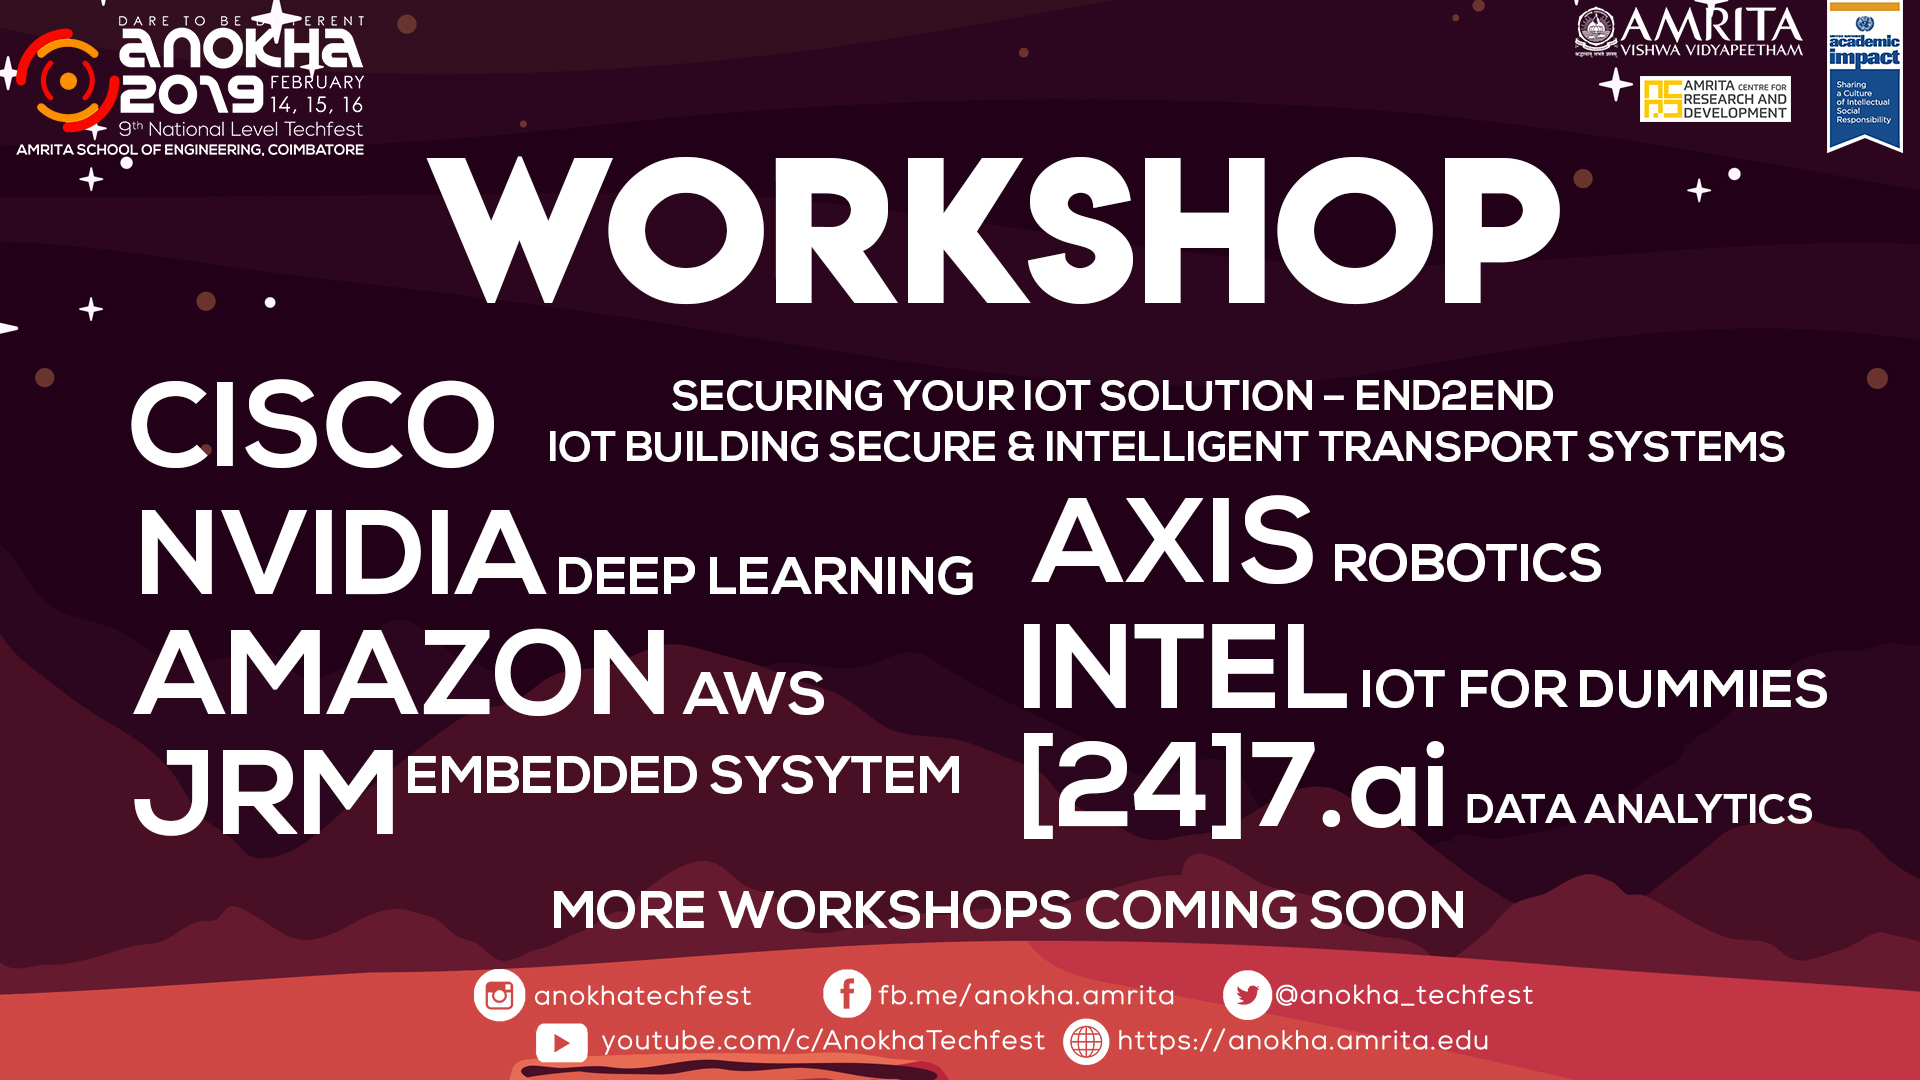 DARE TO BE DIFFERENT
ANOKHA
2019 FEBRUARY 14, 15, 16
9th National Level Techfest
AMRITA SCHOOL OF ENGINEERING, COIMBATORE
AMRITA
VISHWA VIDYAPEETHAM
AMRITA CENTRE FOR
RESEARCH AND
DEVELOPMENT
UNITED NATIONS
academic
impact
Sharing
a Culture
of Intellectual
Social
Responsibility
WORKSHOP
CISCO
SECURING YOUR IOT SOLUTION – END2END
IOT BUILDING SECURE & INTELLIGENT TRANSPORT SYSTEMS
NVIDIA DEEP LEARNING
AXIS ROBOTICS
AMAZON AWS
INTEL IOT FOR DUMMIES
JRM EMBEDDED SYSYTEM
[24]7.ai DATA ANALYTICS
MORE WORKSHOPS COMING SOON
anokhatechfest
fb.me/anokha.amrita
@anokha_techfest
youtube.com/c/AnokhaTechfest
https://anokha.amrita.edu